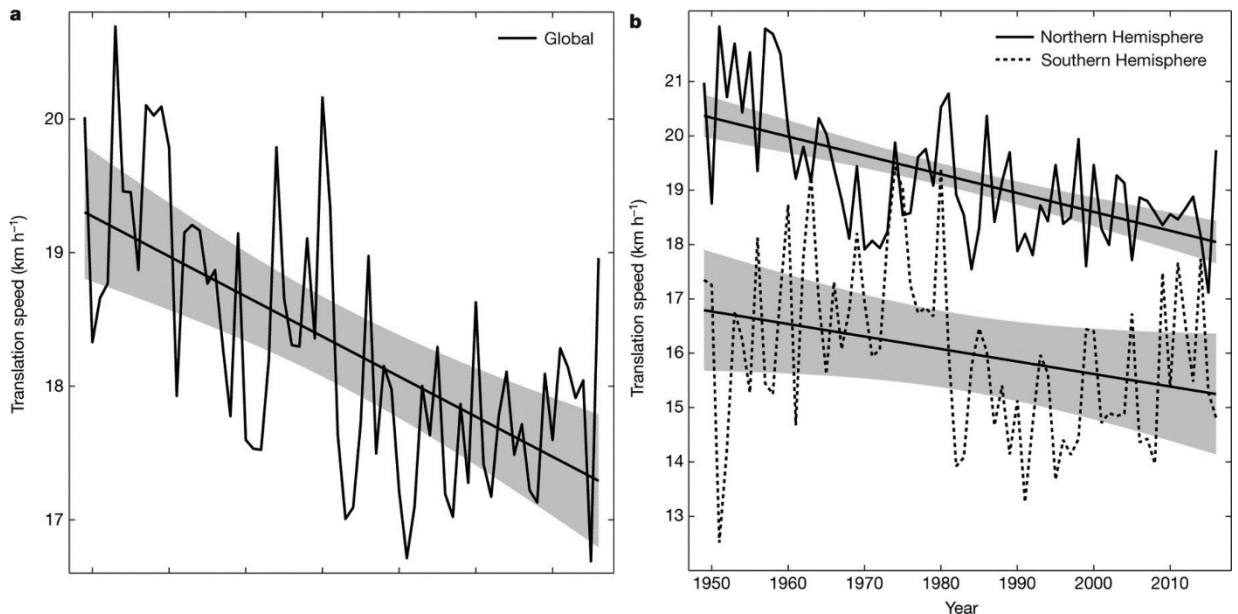 a
Global
20
19
18
17
Translation speed (km h⁻¹)
b
Northern Hemisphere
Southern Hemisphere
21
20
19
18
17
16
15
14
13
Translation speed (km h⁻¹)
1950 1960 1970 1980 1990 2000 2010
Year